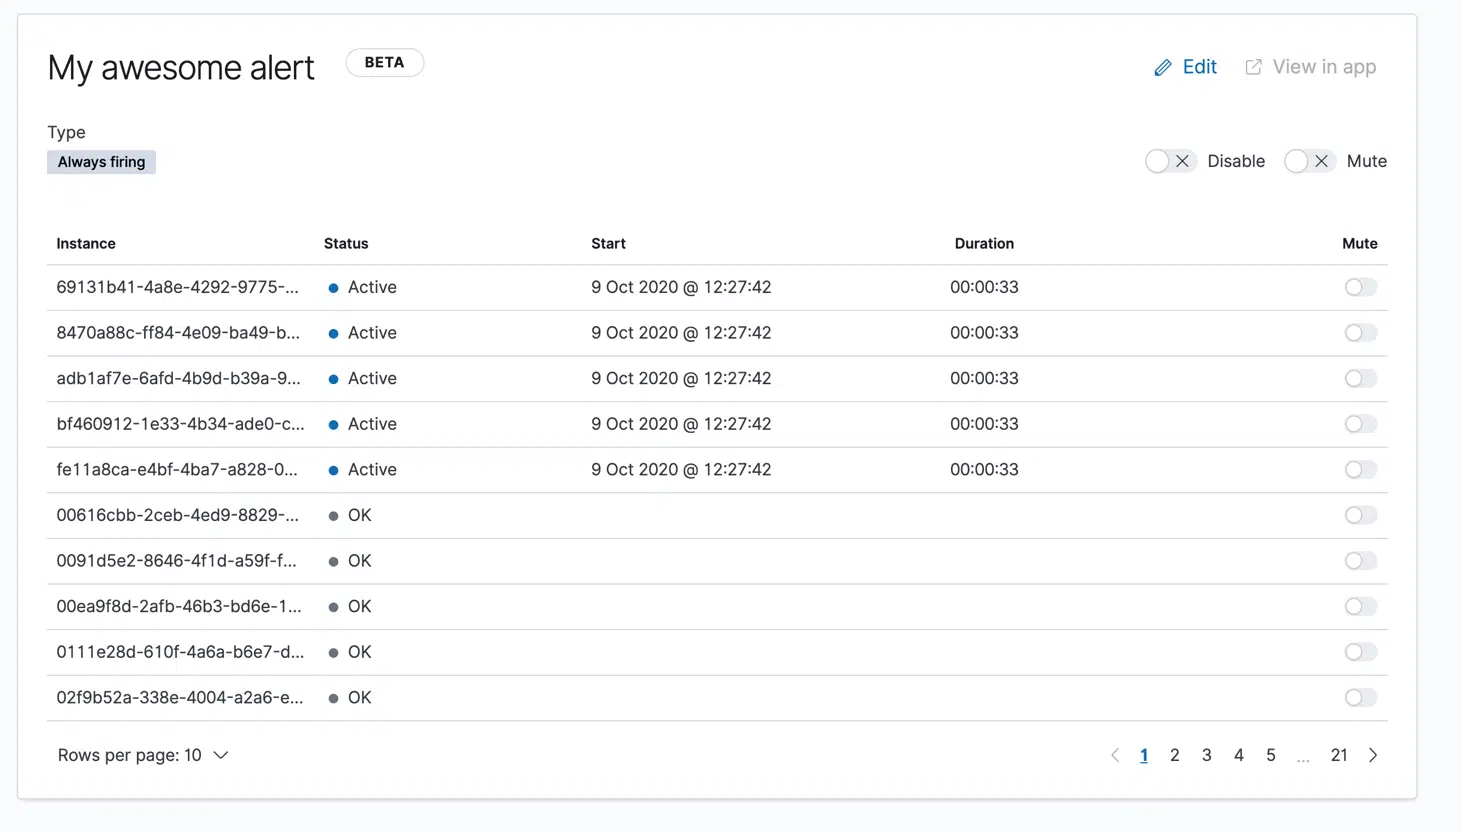 My awesome alert BETA Edit View in app
Type
Always firing Disable Mute
Instance Status Start Duration Mute
69131b41-4a8e-4292-9775-... Active 9 Oct 2020 @ 12:27:42 00:00:33
8470a88c-ff84-4e09-ba49-b... Active 9 Oct 2020 @ 12:27:42 00:00:33
adb1af7e-6afd-4b9d-b39a-9... Active 9 Oct 2020 @ 12:27:42 00:00:33
bf460912-1e33-4b34-ade0-c... Active 9 Oct 2020 @ 12:27:42 00:00:33
fe11a8ca-e4bf-4ba7-a828-0... Active 9 Oct 2020 @ 12:27:42 00:00:33
00616cbb-2ceb-4ed9-8829-... OK
0091d5e2-8646-4f1d-a59f-f... OK
00ea9f8d-2afb-46b3-bd6e-1... OK
0111e28d-610f-4a6a-b6e7-d... OK
02f9b52a-338e-4004-a2a6-e... OK
Rows per page: 10 1 2 3 4 5 ... 21